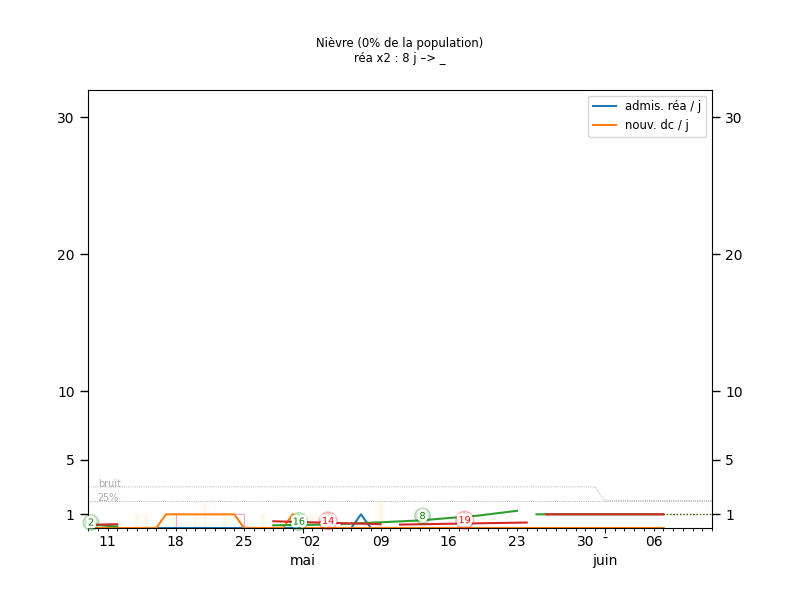 Nièvre (0% de la population)
réa x2 : 8 j –> _
admis. réa / j
nouv. dc / j
30 30
20 20
10 10
5 5
bruit
25%
1 1
2 16 14 8 19
11 18 25 02 09 16 23 30 06
mai juin